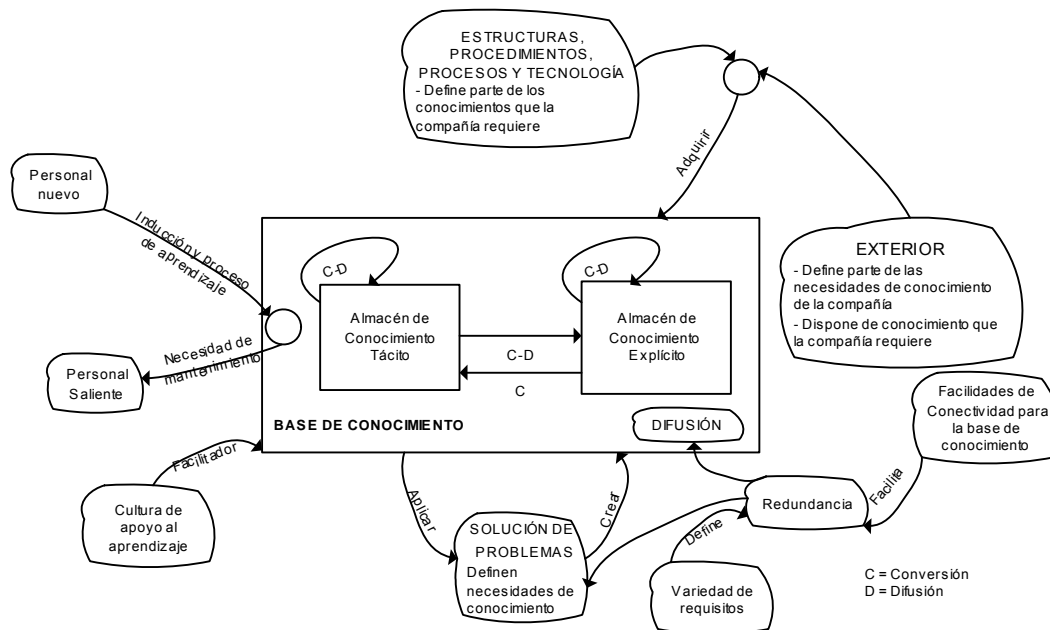 ESTRUCTURAS,
PROCEDIMIENTOS,
PROCESOS Y TECNOLOGÍA
- Define parte de los
conocimientos que la
compañía requiere
Adquirir
Personal
nuevo
Inducción y proceso
de aprendizaje
EXTERIOR
- Define parte de las
necesidades de conocimiento
de la compañía
- Dispone de conocimiento que
la compañía requiere
C-D
C-D
Almacén de
Conocimiento
Tácito
C-D
C
Almacén de
Conocimiento
Explícito
Necesidad de
mantenimiento
Personal
Saliente
BASE DE CONOCIMIENTO
DIFUSIÓN
Facilidades de
Conectividad para
la base de
conocimiento
Facilitador
Cultura de
apoyo al
aprendizaje
Aplicar
Crear
SOLUCIÓN DE
PROBLEMAS
Definen
necesidades de
conocimiento
Redundancia
Facilita
Define
Variedad de
requisitos
C = Conversión
D = Difusión